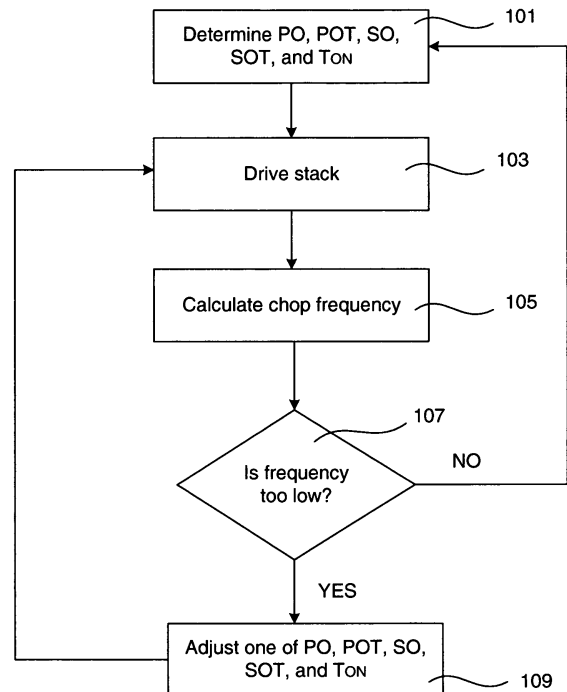 101
Determine PO, POT, SO,
SOT, and TON
Drive stack
103
Calculate chop frequency
105
107
Is frequency
too low?
NO
YES
Adjust one of PO, POT, SO,
SOT, and TON
109